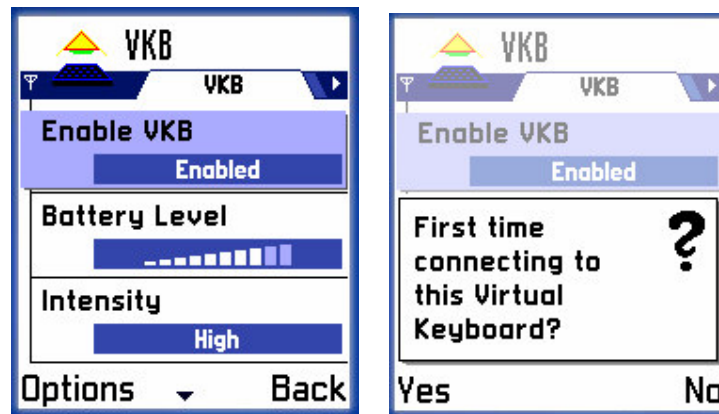 VKB
VKB
Enable VKB
Enabled
Battery Level
Intensity
High
Options Back
VKB
VKB
Enable VKB
Enabled
First time
connecting to
this Virtual
Keyboard?
?
Yes No